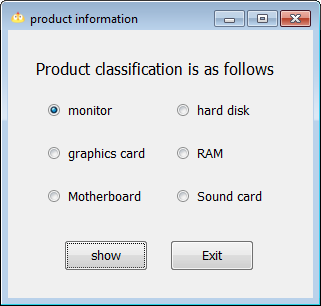 product information
Product classification is as follows
monitor hard disk
graphics card RAM
Motherboard Sound card
show Exit